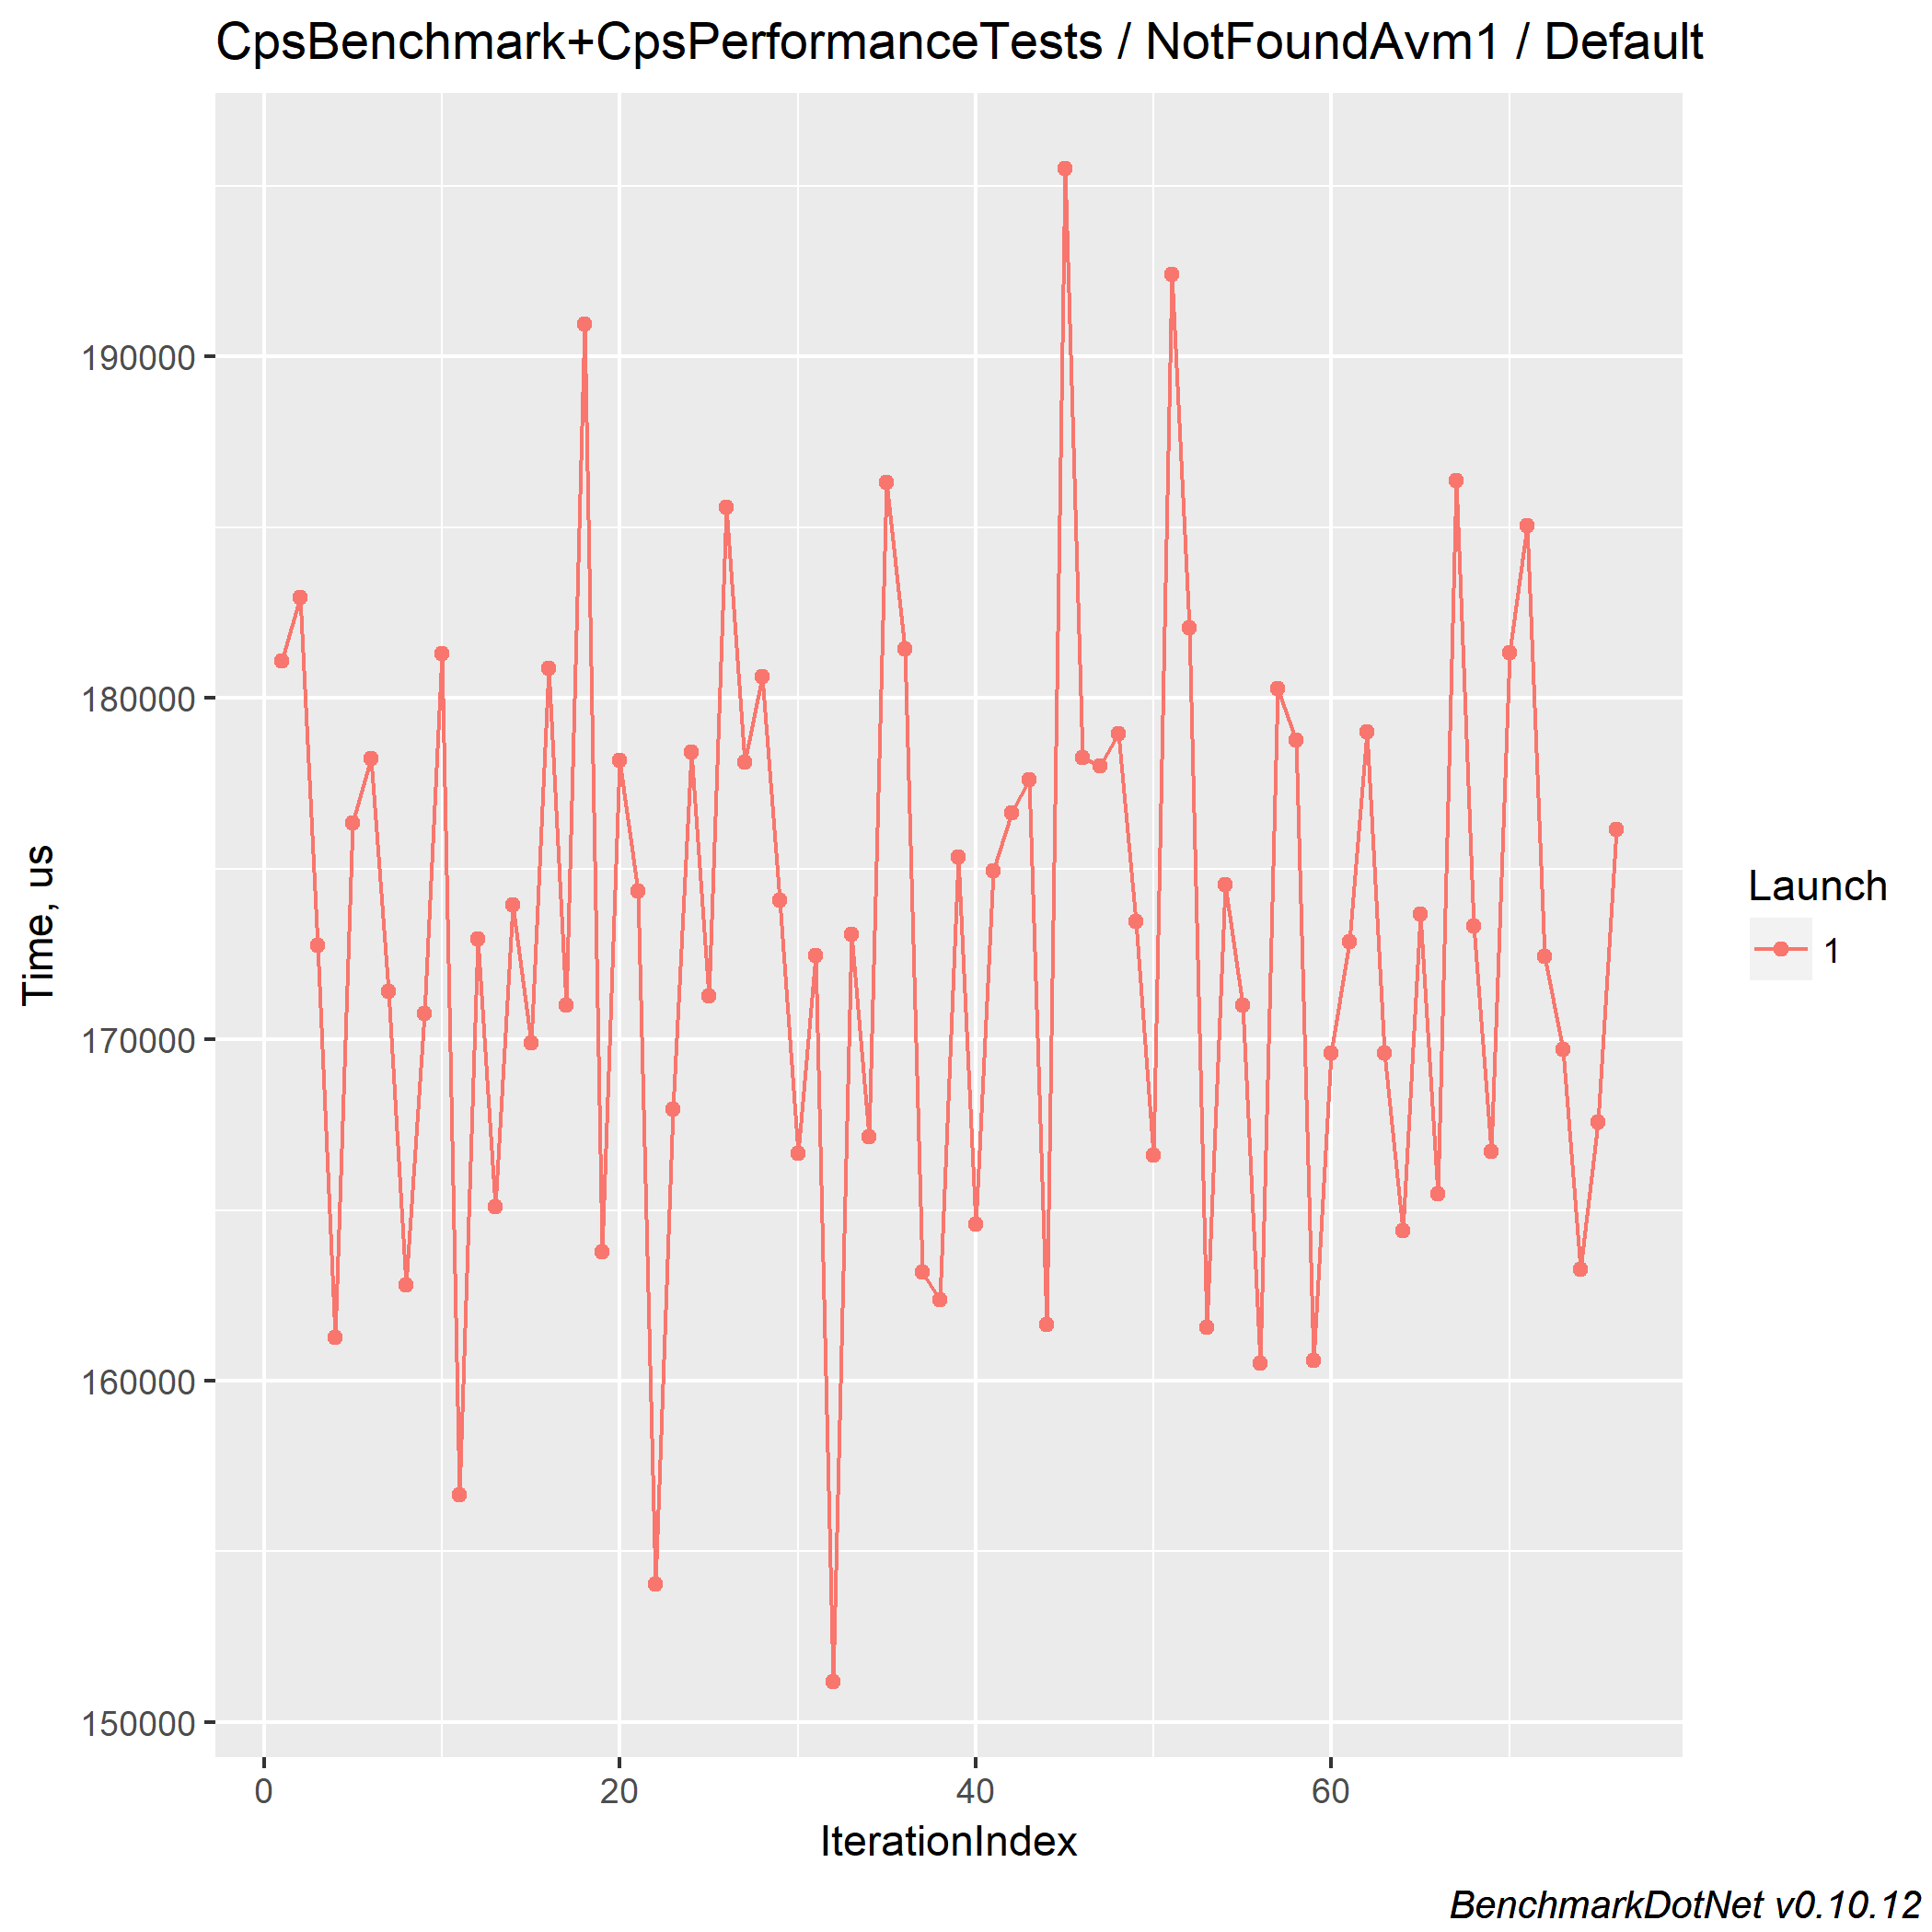 CpsBenchmark+CpsPerformanceTests / NotFoundAvm1 / Default
Time, us
190000
180000
170000
160000
150000
0 20 40 60
IterationIndex
Launch
1
BenchmarkDotNet v0.10.12